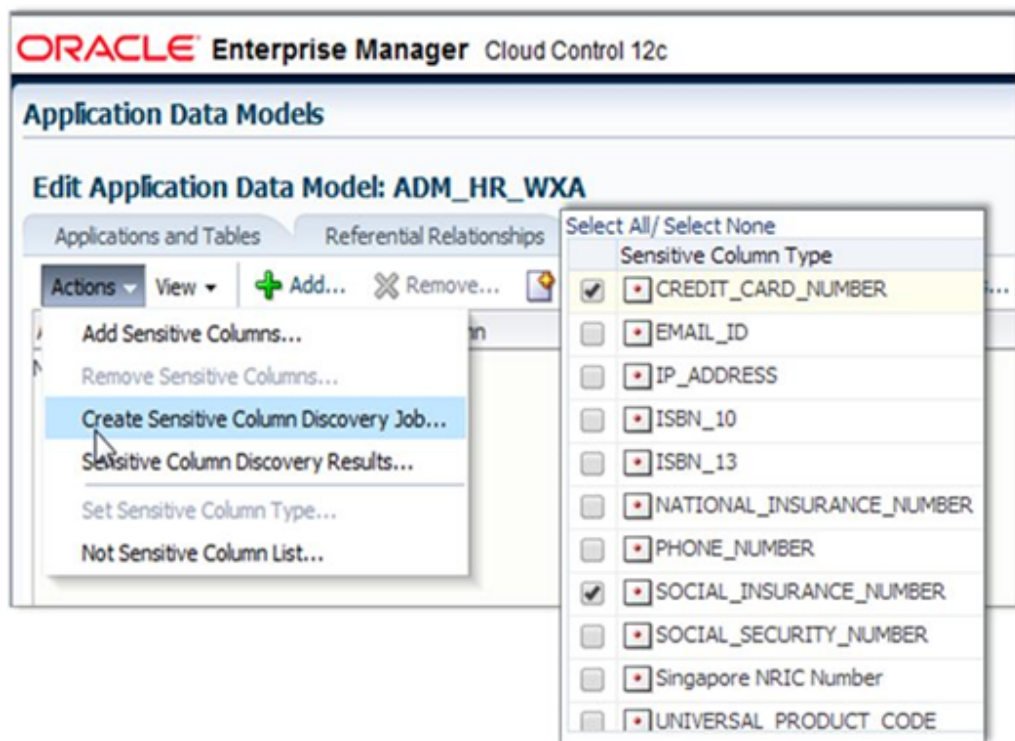 ORACLE Enterprise Manager Cloud Control 12c
Application Data Models
Edit Application Data Model: ADM_HR_WXA
Applications and Tables Referential Relationships
Actions View Add... Remove...
Add Sensitive Columns...
Remove Sensitive Columns...
Create Sensitive Column Discovery Job...
Sensitive Column Discovery Results...
Set Sensitive Column Type...
Not Sensitive Column List...
Select All/ Select None
Sensitive Column Type
CREDIT_CARD_NUMBER
EMAIL_ID
IP_ADDRESS
ISBN_10
ISBN_13
NATIONAL_INSURANCE_NUMBER
PHONE_NUMBER
SOCIAL_INSURANCE_NUMBER
SOCIAL_SECURITY_NUMBER
Singapore NRIC Number
UNIVERSAL_PRODUCT_CODE